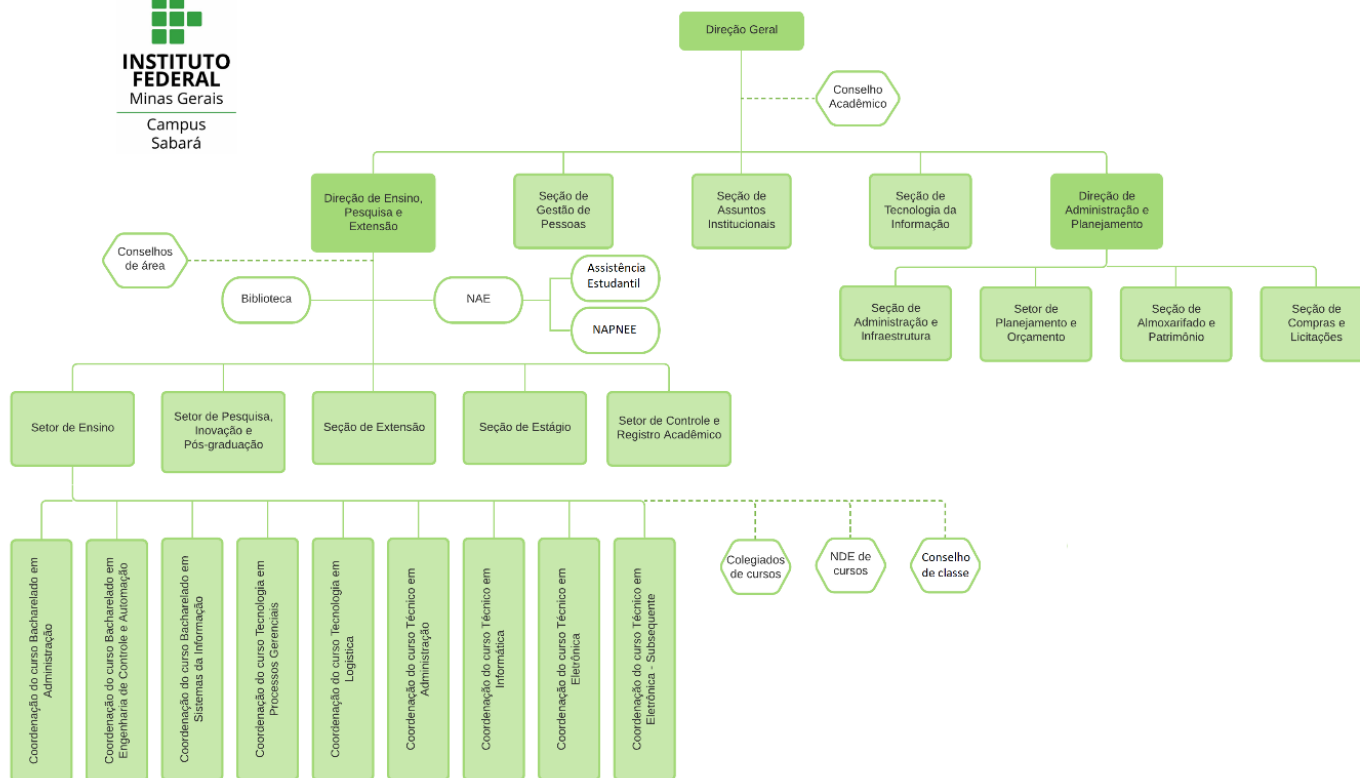 INSTITUTO
FEDERAL
Minas Gerais
Campus
Sabará
Direção Geral
Conselho
Acadêmico
Direção de Ensino,
Pesquisa e
Extensão
Seção de
Gestão de
Pessoas
Seção de
Assuntos
Institucionais
Seção de
Tecnologia da
Informação
Direção de
Administração e
Planejamento
Conselhos
de área
Biblioteca
NAE
Assistência
Estudantil
NAPNEE
Seção de
Administração e
Infraestrutura
Setor de
Planejamento e
Orçamento
Seção de
Almoxarifado e
Patrimônio
Seção de
Compras e
Licitações
Setor de Ensino
Setor de Pesquisa,
Inovação e
Pós-graduação
Seção de Extensão
Seção de Estágio
Setor de Controle e
Registro Acadêmico
Coordenação do curso Bacharelado em
Administração
Coordenação do curso Bacharelado em
Engenharia de Controle e Automação
Coordenação do curso Bacharelado em
Sistemas da Informação
Coordenação do curso Tecnologia em
Processos Gerenciais
Coordenação do curso Tecnologia em
Logística
Coordenação do curso Técnico em
Administração
Coordenação do curso Técnico em
Informática
Coordenação do curso Técnico em
Eletrônica
Coordenação do curso Técnico em
Eletrônica - Subsequente
Colegiados
de cursos
NDE de
cursos
Conselho
de classe